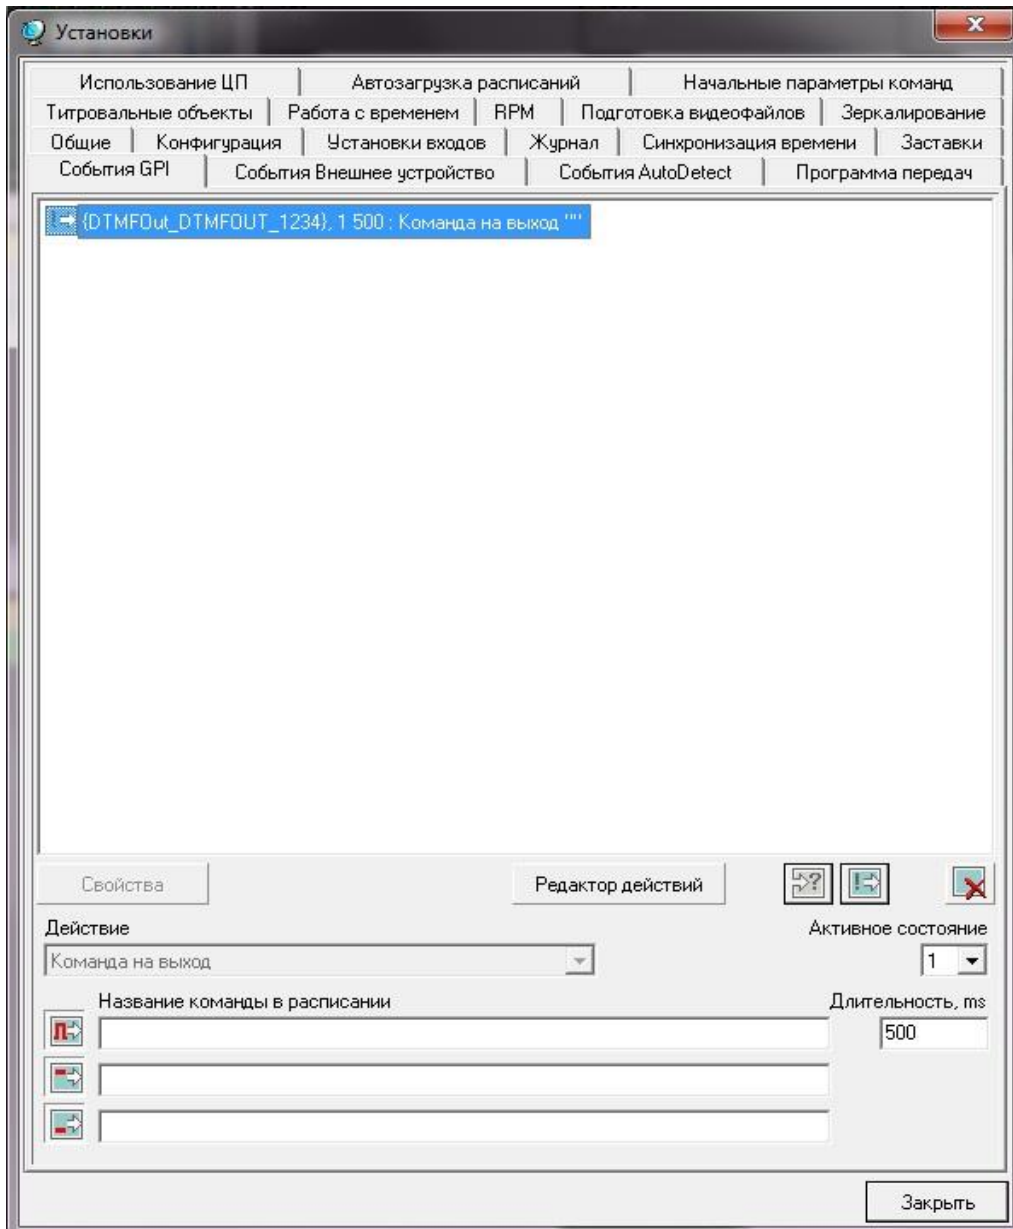 Установки
Использование ЦП Автозагрузка расписаний Начальные параметры команд
Титровальные объекты Работа с временем RPM Подготовка видеофайлов Зеркалирование
Общие Конфигурация Установки входов Журнал Синхронизация времени Заставки
События GPI События Внешнее устройство События AutoDetect Программа передач
{DTMFOut_DTMFOUT_1234}, 1 500 : Команда на выход ""
Свойства Редактор действий
Действие Активное состояние
Команда на выход 1
Название команды в расписании Длительность, ms
500
Закрыть